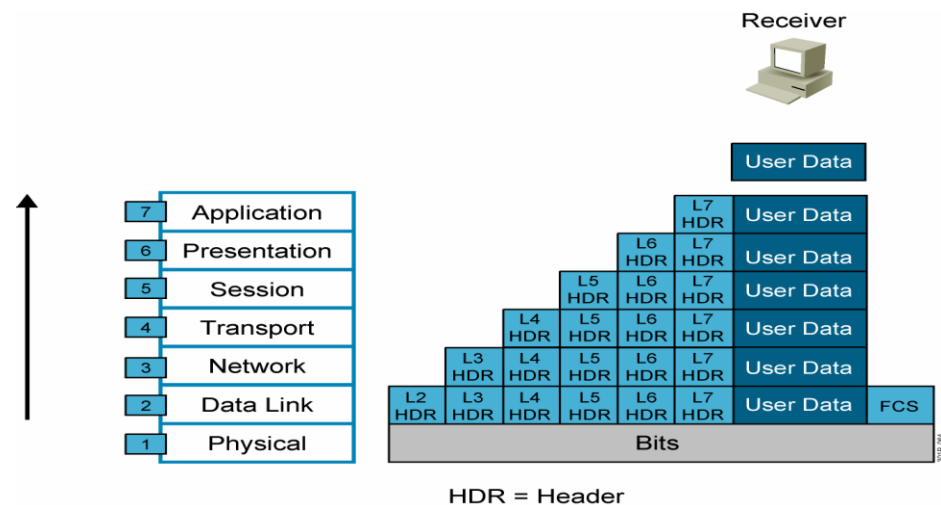 Receiver
User Data
7 Application L7 HDR User Data
6 Presentation L6 HDR L7 HDR User Data
5 Session L5 HDR L6 HDR L7 HDR User Data
4 Transport L4 HDR L5 HDR L6 HDR L7 HDR User Data
3 Network L3 HDR L4 HDR L5 HDR L6 HDR L7 HDR User Data
2 Data Link L2 HDR L3 HDR L4 HDR L5 HDR L6 HDR L7 HDR User Data FCS
1 Physical Bits
HDR = Header